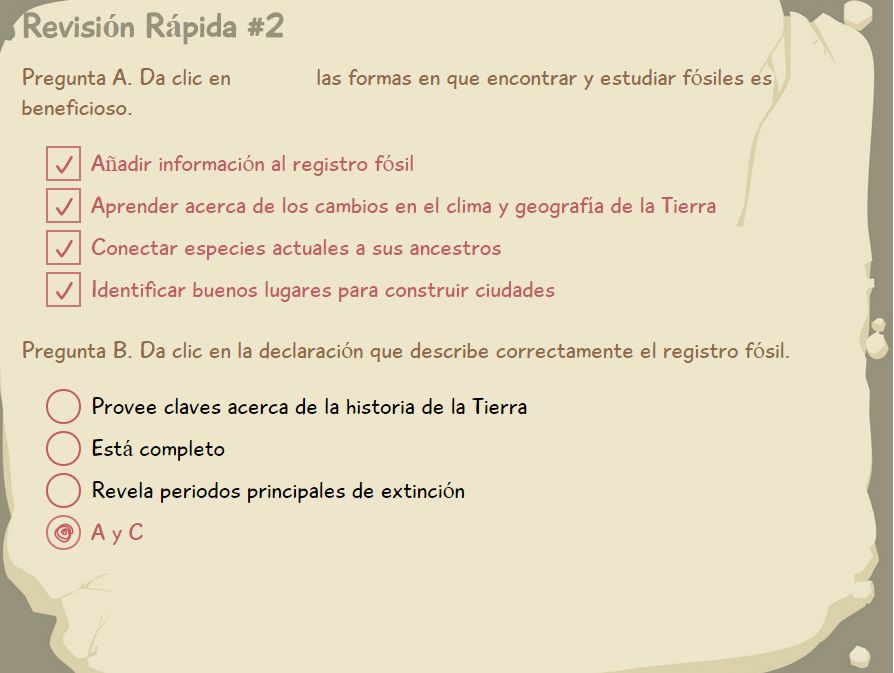 Revisión Rápida #2
Pregunta A. Da clic en las formas en que encontrar y estudiar fósiles es
beneficioso.
Añadir información al registro fósil
Aprender acerca de los cambios en el clima y geografía de la Tierra
Conectar especies actuales a sus ancestros
Identificar buenos lugares para construir ciudades
Pregunta B. Da clic en la declaración que describe correctamente el registro fósil.
Provee claves acerca de la historia de la Tierra
Está completo
Revela periodos principales de extinción
A y C